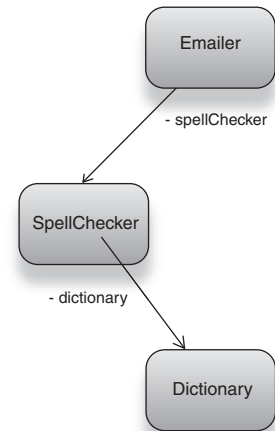 Emailer
- spellChecker
SpellChecker
- dictionary
Dictionary